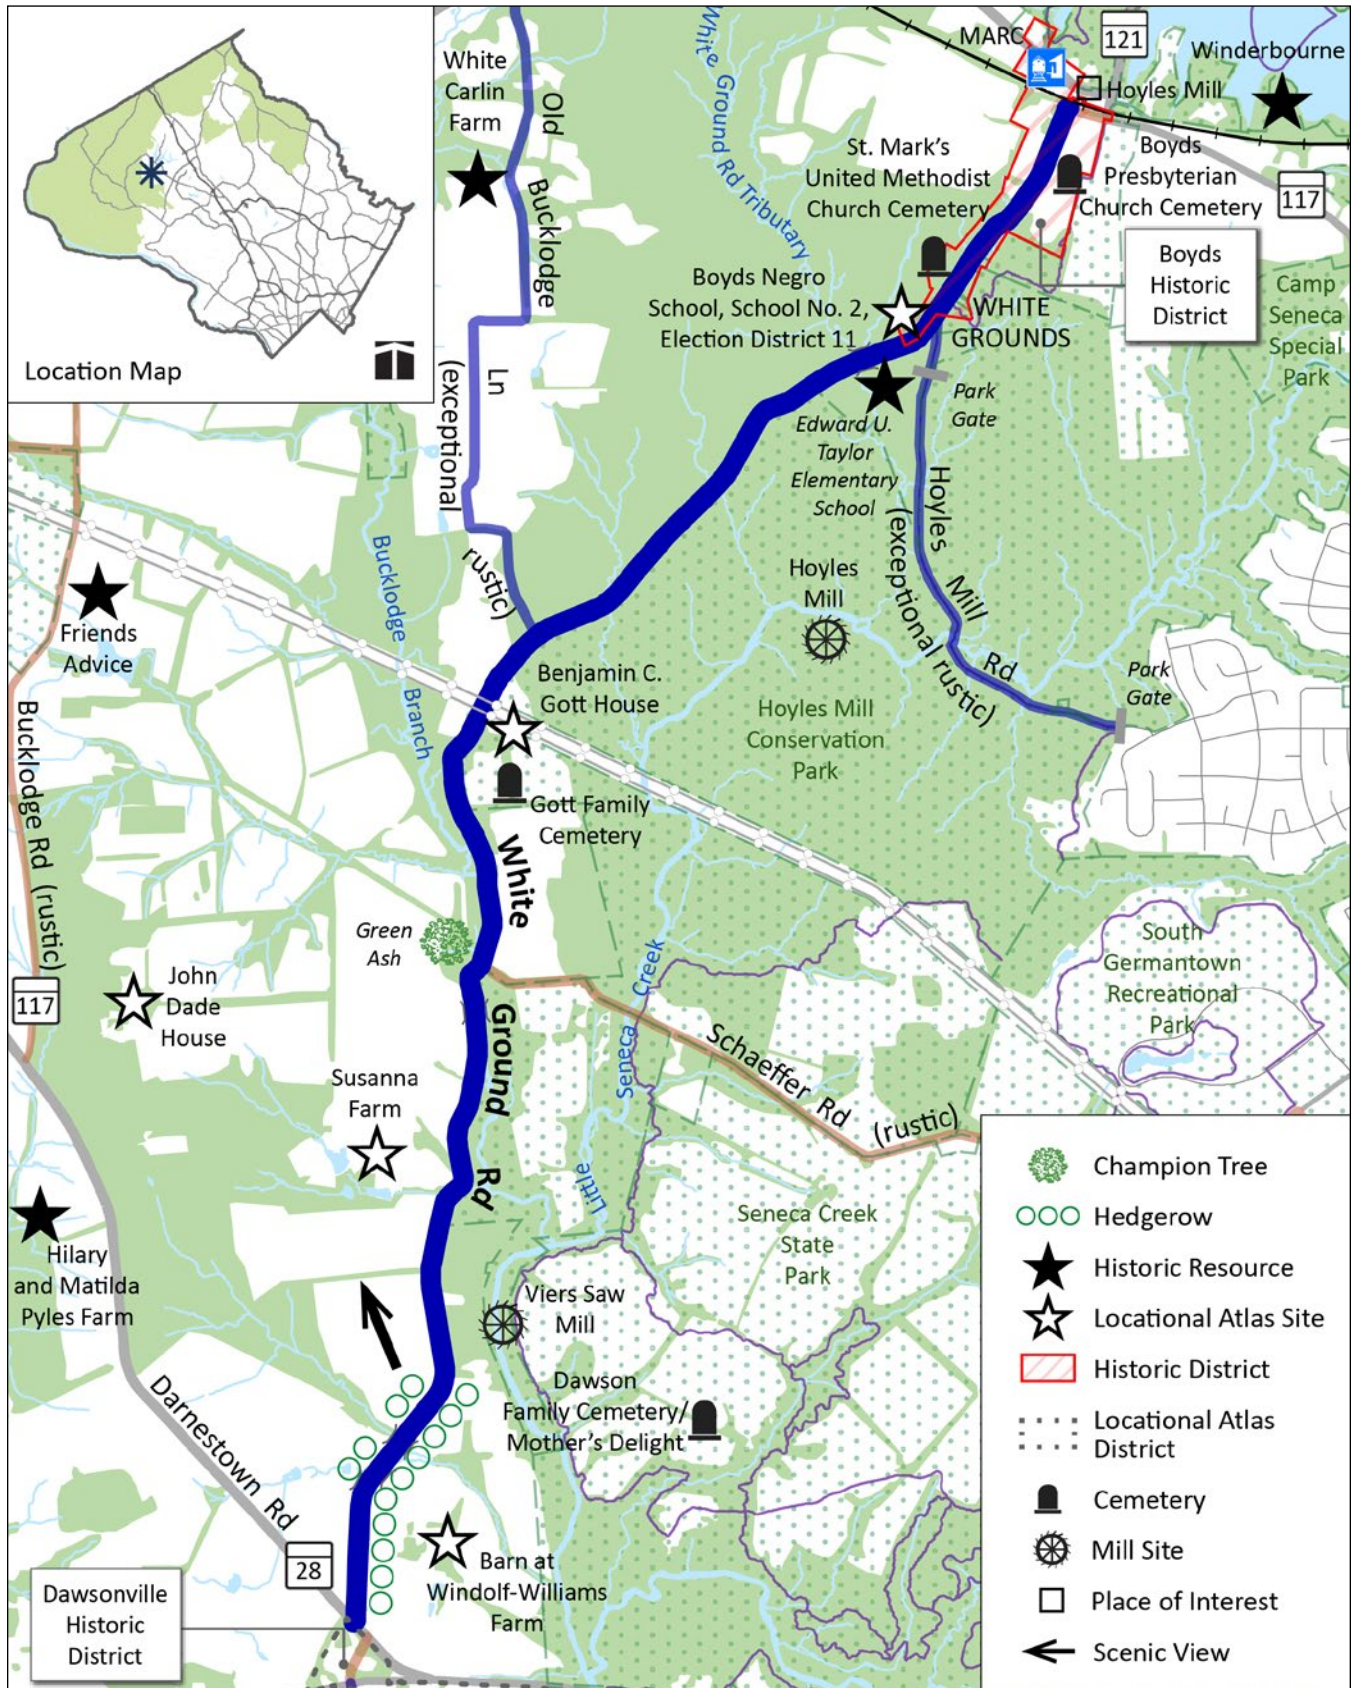 Location Map
White
Carlin
Farm
Old
Bucklodge
Ln
(exceptional
rustic)
White Ground Rd Tributary
MARC
121
Winderbourne
Hoyles Mill
St. Mark's
United Methodist
Church Cemetery
Boyds
Presbyterian
Church Cemetery
117
Boyds
Historic
District
Boyds Negro
School, School No. 2,
Election District 11
WHITE
GROUNDS
Camp
Seneca
Special
Park
Park
Gate
Edward U.
Taylor
Elementary
School
Hoyles
Mill
Rd
(exceptional rustic)
Hoyles
Mill
Park
Gate
Hoyles Mill
Conservation
Park
Bucklodge
Branch
Friends
Advice
Bucklodge Rd (rustic)
Benjamin C.
Gott House
Gott Family
Cemetery
White
Ground
Rd
Green
Ash
John
Dade
House
117
Susanna
Farm
Little
Seneca
Creek
Schaeffer Rd
(rustic)
South
Germantown
Recreational
Park
Seneca Creek
State
Park
Hilary
and Matilda
Pyles Farm
Viers Saw
Mill
Dawson
Family Cemetery/
Mother's Delight
Darnestown Rd
28
Barn at
Windolf-Williams
Farm
Dawsonville
Historic
District
Champion Tree
Hedgerow
Historic Resource
Locational Atlas Site
Historic District
Locational Atlas
District
Cemetery
Mill Site
Place of Interest
Scenic View